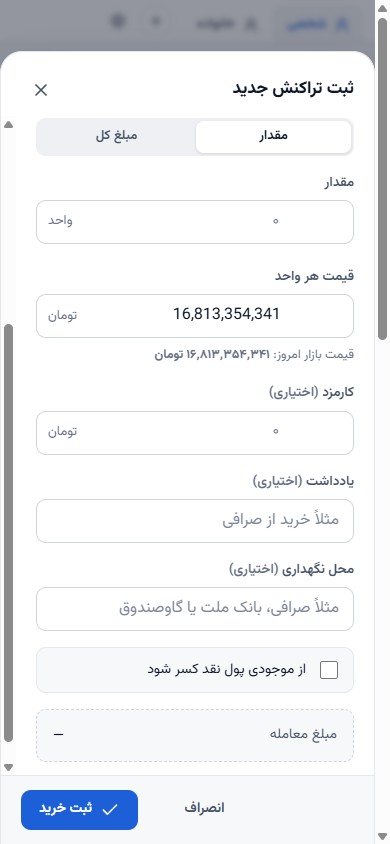 شخصی
خانواده
ثبت تراکنش جدید
مقدار
مبلغ کل
مقدار
۰
واحد
قیمت هر واحد
16,813,354,341
تومان
قیمت بازار امروز: ۱۶,۸۱۳,۳۵۴,۳۴۱ تومان
کارمزد (اختیاری)
۰
تومان
یادداشت (اختیاری)
مثلاً خرید از صرافی
محل نگهداری (اختیاری)
مثلاً صرافی، بانک ملت یا گاوصندوق
از موجودی پول نقد کسر شود
مبلغ معامله
–
انصراف
ثبت خرید